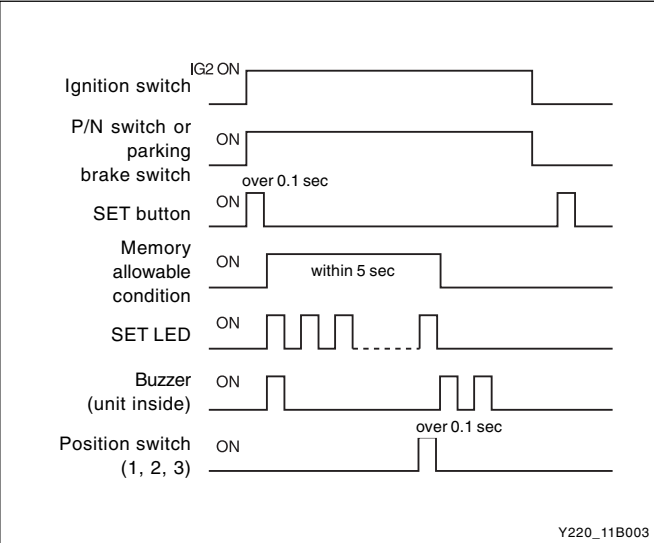 IG2 ON
Ignition switch
P/N switch or
parking
brake switch
ON
over 0.1 sec
SET button
ON
Memory
allowable
condition
ON
within 5 sec
SET LED
ON
Buzzer
(unit inside)
ON
over 0.1 sec
Position switch
(1, 2, 3)
ON
Y220_11B003